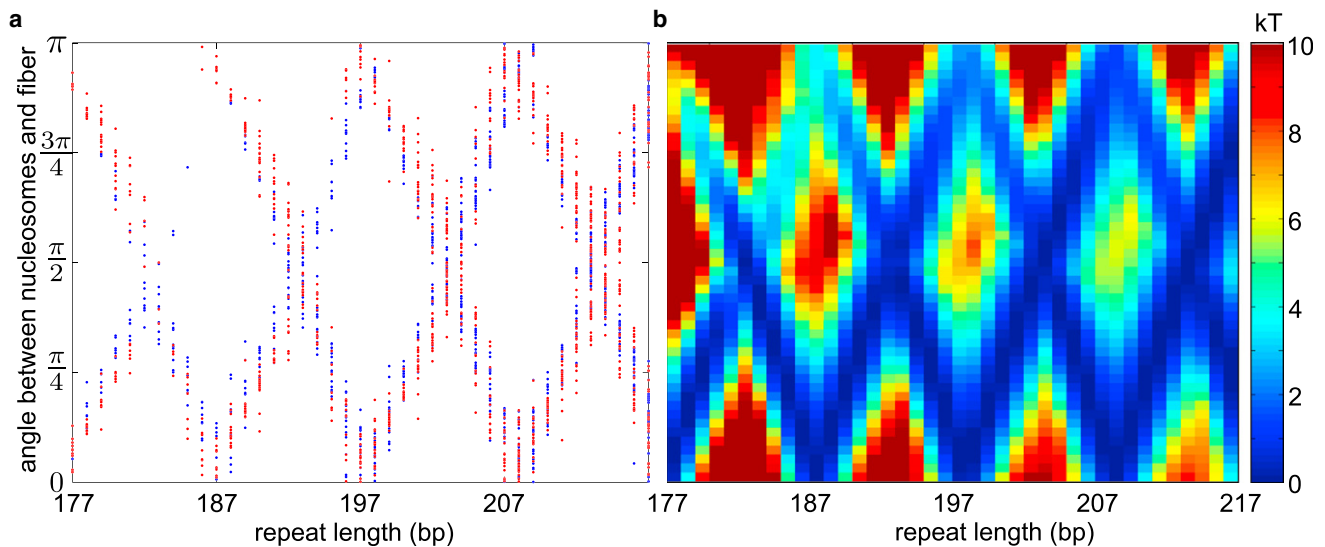 a
angle between nucleosomes and fiber
π
3π
4
π
2
π
4
0
177 187 197 207
repeat length (bp)
b
kT
10
8
6
4
2
0
177 187 197 207 217
repeat length (bp)